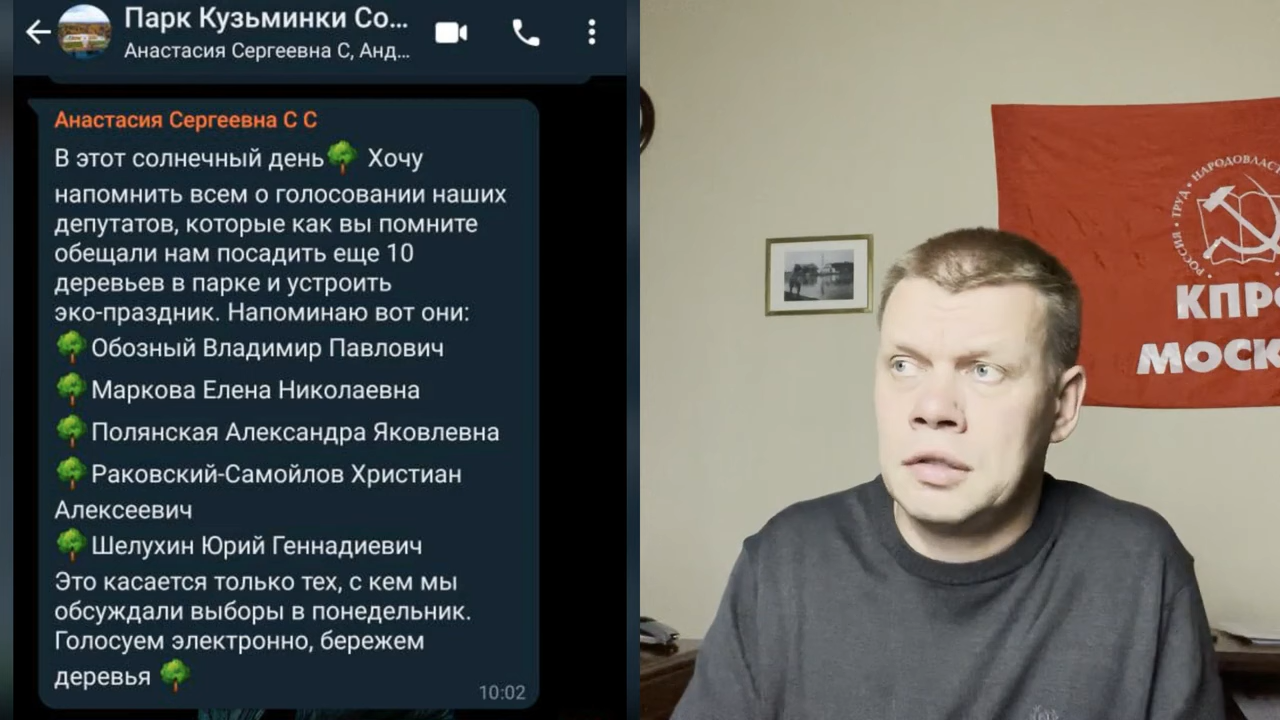 Парк Кузьминки Со...
Анастасия Сергеевна С, Анд...
Анастасия Сергеевна С С
В этот солнечный день🌳 Хочу
напомнить всем о голосовании наших
депутатов, которые как вы помните
обещали нам посадить еще 10
деревьев в парке и устроить
эко-праздник. Напоминаю вот они:
🌳Обозный Владимир Павлович
🌳Маркова Елена Николаевна
🌳Полянская Александра Яковлевна
🌳Раковский-Самойлов Христиан
Алексеевич
🌳Шелухин Юрий Геннадиевич
Это касается только тех, с кем мы
обсуждали выборы в понедельник.
Голосуем электронно, бережем
деревья 🌳
10:02
РОССИЯ • ТРУД • НАРОДОВЛАСТ
КПР
МОСК